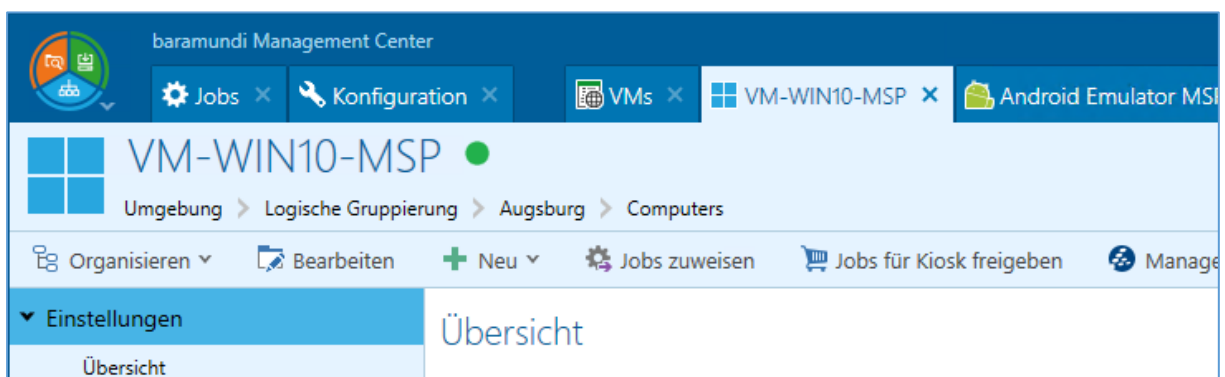 baramundi Management Center
Jobs Konfiguration VMs VM-WIN10-MSP Android Emulator MSP
VM-WIN10-MSP
Umgebung Logische Gruppierung Augsburg Computers
Organisieren Bearbeiten Neu Jobs zuweisen Jobs für Kiosk freigeben Manage
Einstellungen
Übersicht
Übersicht